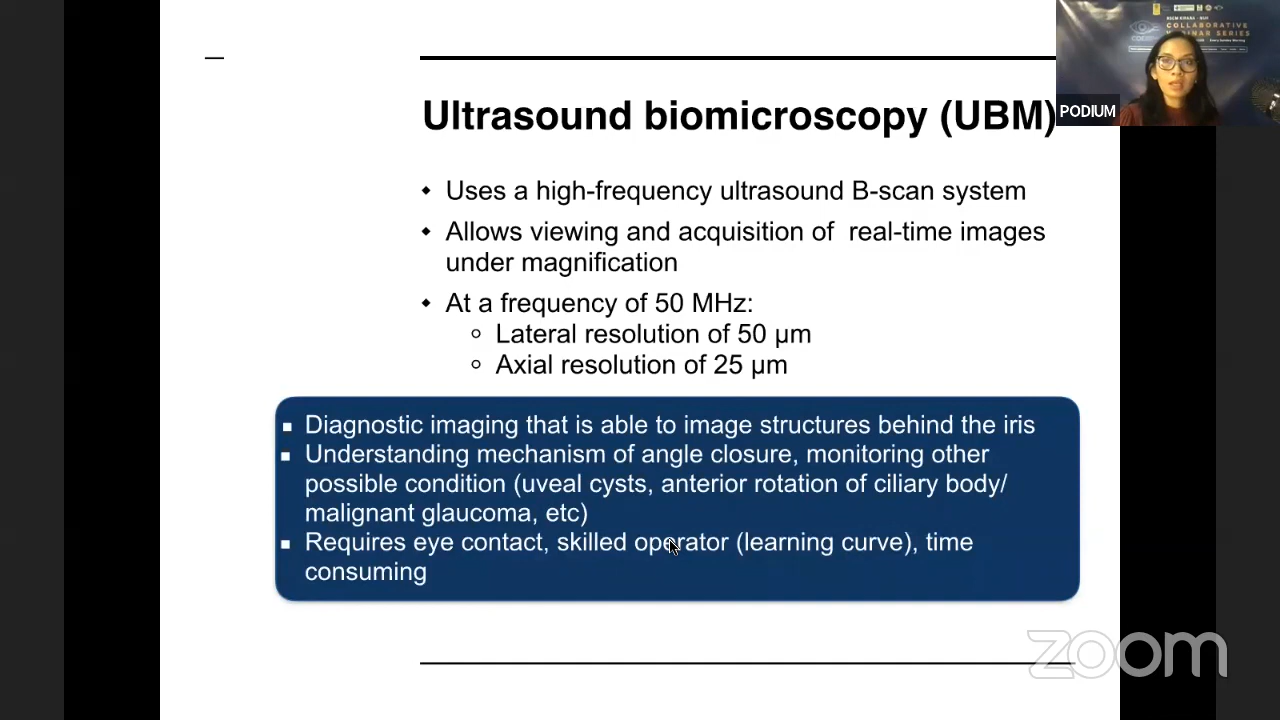 COLLABORATIVE
WEBINAR SERIES
PODIUM
Ultrasound biomicroscopy (UBM)
Uses a high-frequency ultrasound B-scan system
Allows viewing and acquisition of real-time images
under magnification
At a frequency of 50 MHz:
Lateral resolution of 50 µm
Axial resolution of 25 µm
Diagnostic imaging that is able to image structures behind the iris
Understanding mechanism of angle closure, monitoring other
possible condition (uveal cysts, anterior rotation of ciliary body/
malignant glaucoma, etc)
Requires eye contact, skilled operator (learning curve), time
consuming
zoom